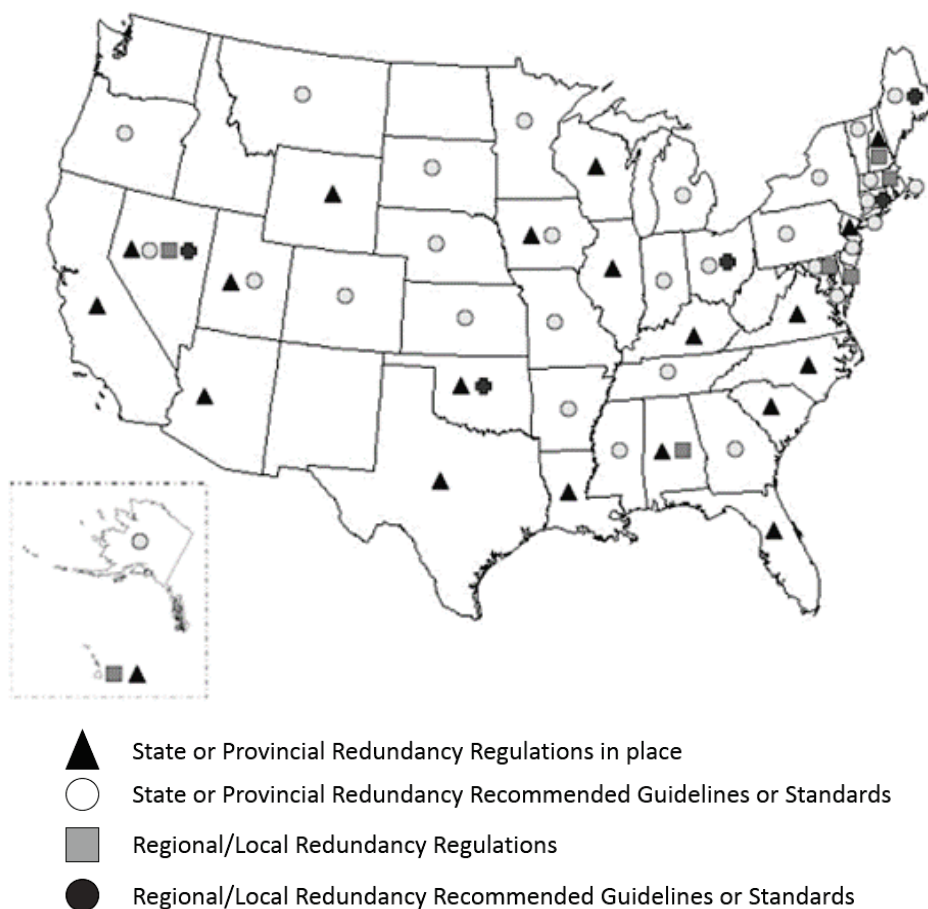 State or Provincial Redundancy Regulations in place
State or Provincial Redundancy Recommended Guidelines or Standards
Regional/Local Redundancy Regulations
Regional/Local Redundancy Recommended Guidelines or Standards